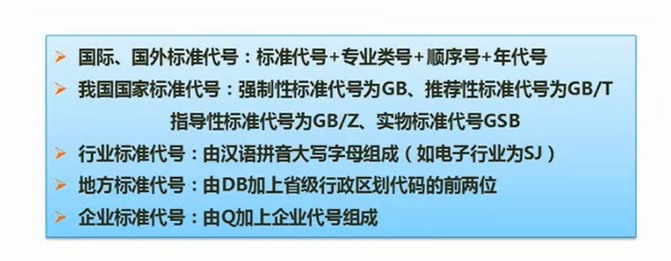 国际、国外标准代号：标准代号+专业类号+顺序号+年代号
我国国家标准代号：强制性标准代号为GB、推荐性标准代号为GB/T
指导性标准代号为GB/Z、实物标准代号GSB
行业标准代号：由汉语拼音大写字母组成（如电子行业为SJ）
地方标准代号：由DB加上省级行政区划代码的前两位
企业标准代号：由Q加上企业代号组成